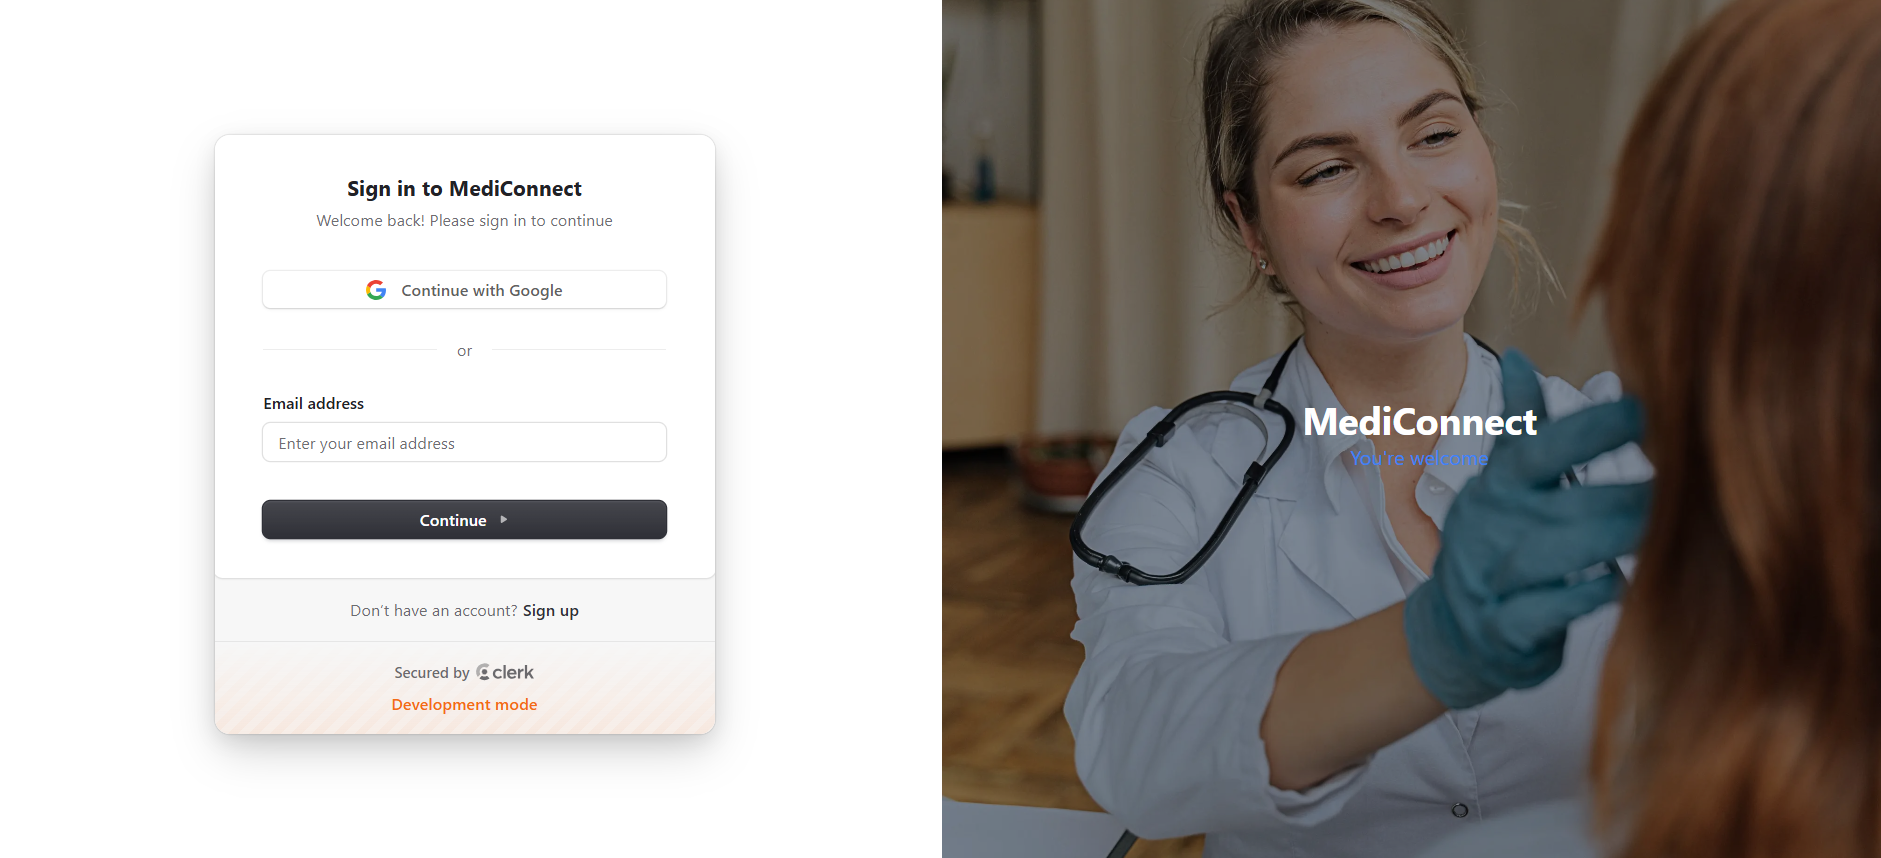 Sign in to MediConnect
Welcome back! Please sign in to continue
Continue with Google
or
Email address
Enter your email address
Continue
Don't have an account? Sign up
Secured by clerk
Development mode
MediConnect
You're welcome